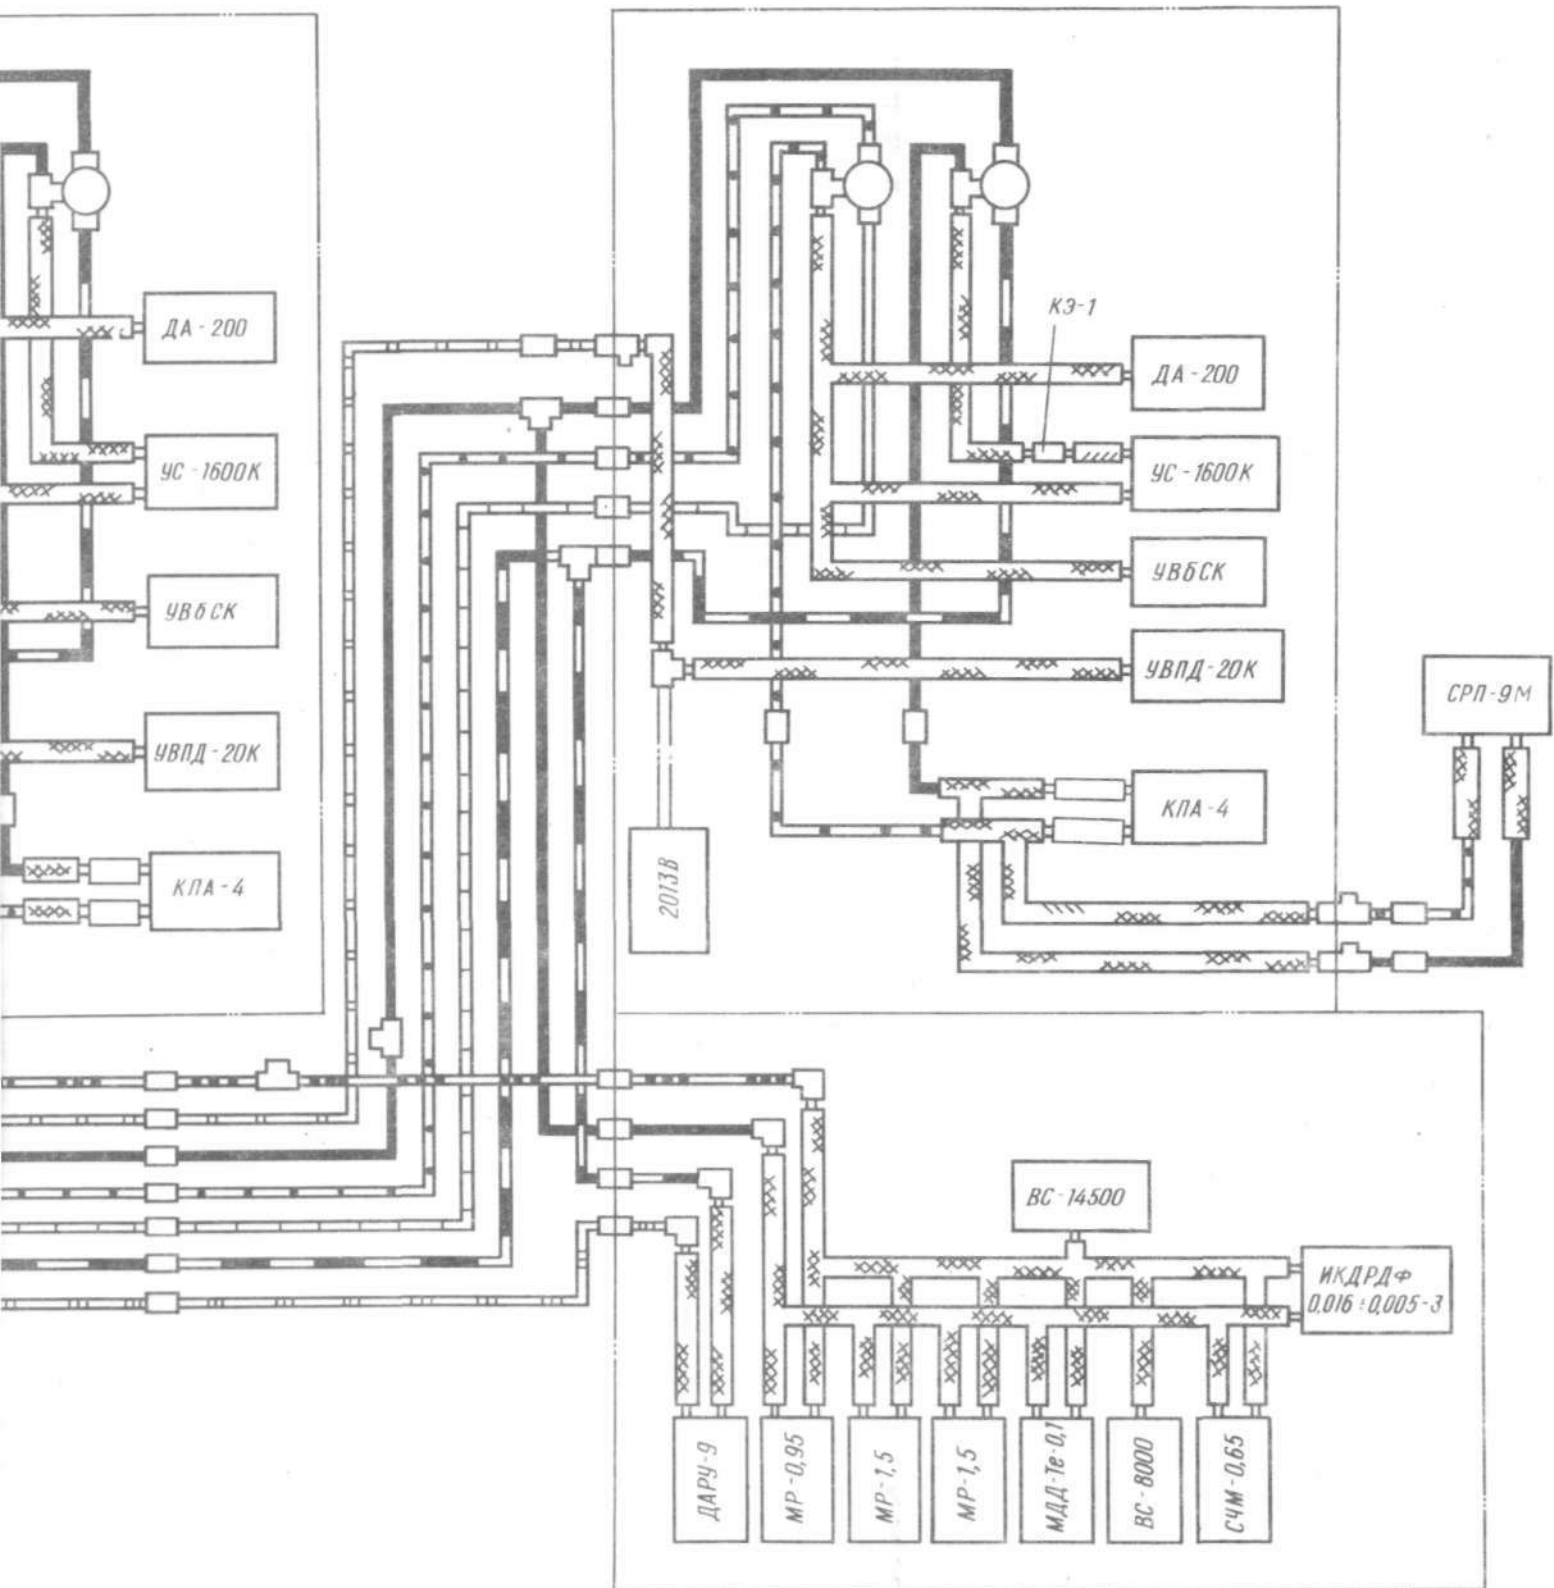 ДА-200
УС-1600К
УВбСК
УВПД-20К
КПА-4
КЭ-1
ДА-200
УС-1600К
УВбСК
УВПД-20К
КПА-4
2013В
СРП-9М
ВС-14500
ИКДРДФ
0,016÷0,005-3
ДАРУ-9
МР-0,95
МР-1,5
МР-1,5
МДД-Те-0,1
ВС-8000
СЧМ-0,65